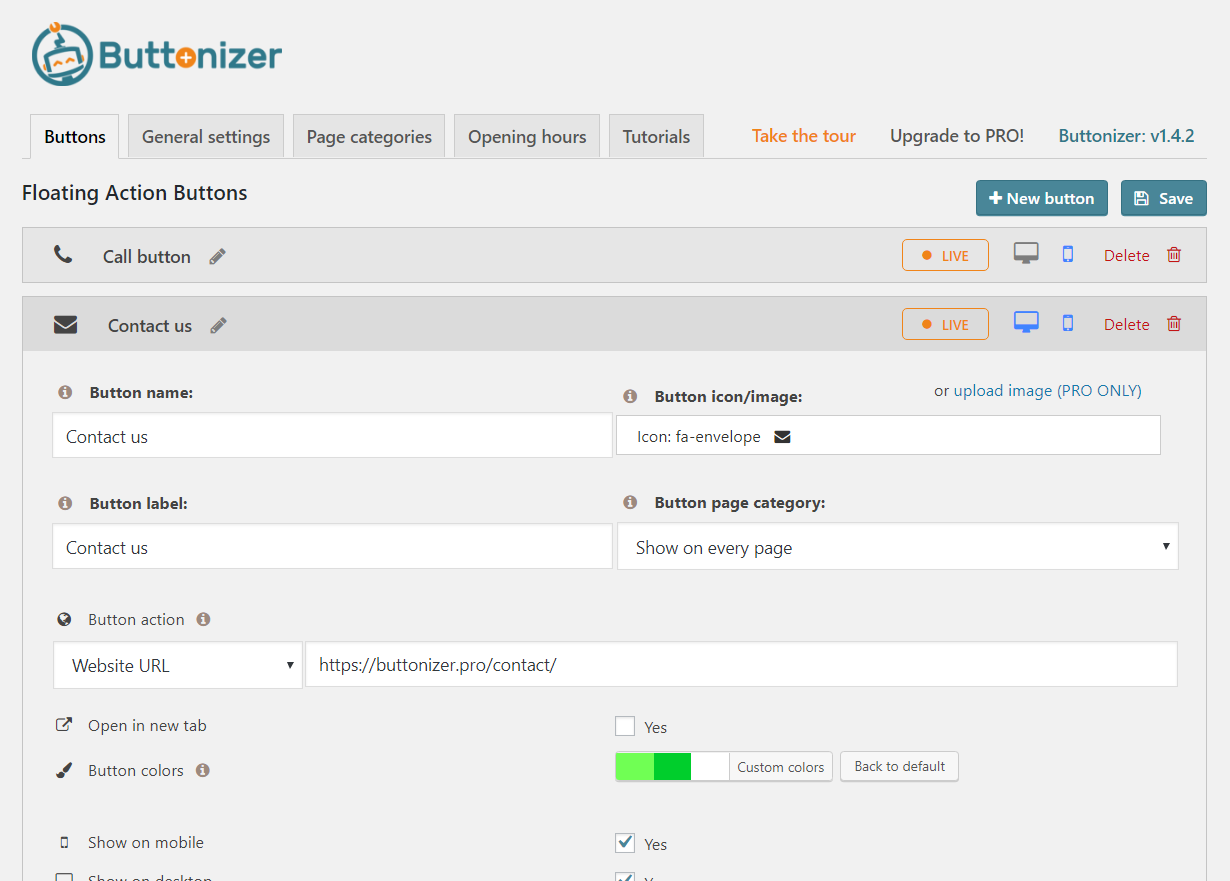 Buttonizer
Buttons General settings Page categories Opening hours Tutorials Take the tour Upgrade to PRO! Buttonizer: v1.4.2
Floating Action Buttons
New button Save
Call button LIVE Delete
Contact us LIVE Delete
Button name:
Button icon/image: or upload image (PRO ONLY)
Contact us
Icon: fa-envelope
Button label:
Button page category:
Contact us
Show on every page
Button action
Website URL https://buttonizer.pro/contact/
Open in new tab Yes
Button colors Custom colors Back to default
Show on mobile Yes
Show on desktop